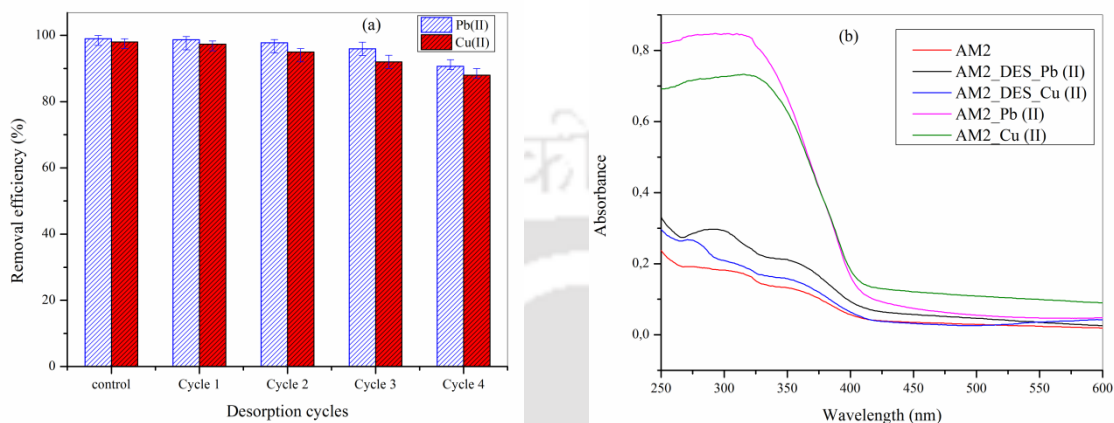 (a)
Pb(II)
Cu(II)
Removal efficiency (%)
100
80
60
40
20
0
control
Cycle 1
Cycle 2
Cycle 3
Cycle 4
Desorption cycles
(b)
AM2
AM2_DES_Pb (II)
AM2_DES_Cu (II)
AM2_Pb (II)
AM2_Cu (II)
Absorbance
0,8
0,6
0,4
0,2
0,0
250
300
350
400
450
500
550
600
Wavelength (nm)